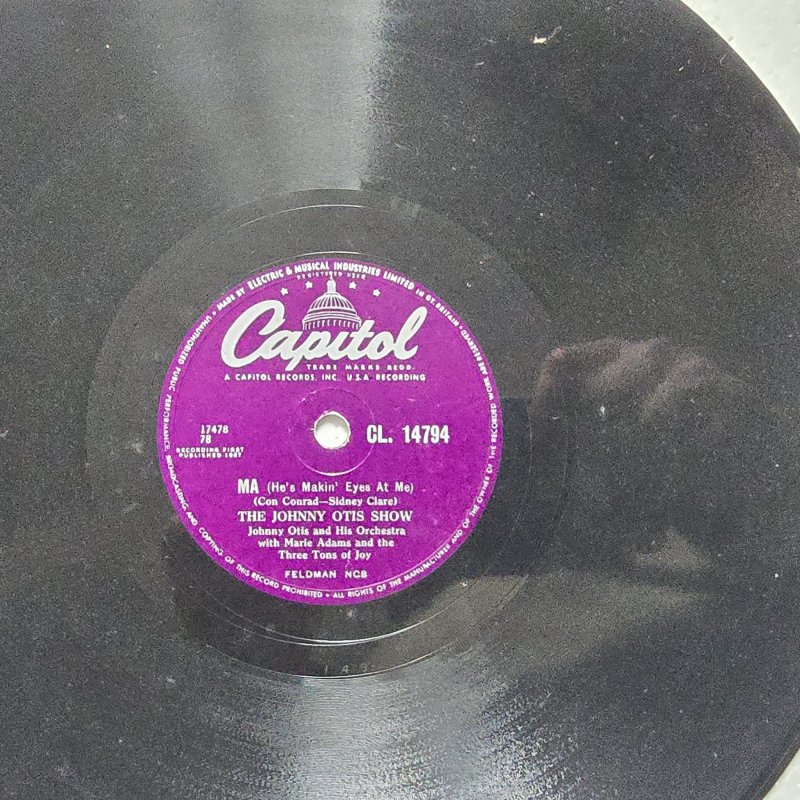 MADE BY ELECTRIC & MUSICAL INDUSTRIES LIMITED IN GT. BRITAIN • ALL RIGHTS OF THE MANUFACTURER AND OF THE OWNER OF THE RECORDED WORK ARE RESERVED
UNAUTHORIZED PUBLIC PERFORMANCE, BROADCASTING AND COPYING OF THIS RECORD PROHIBITED •
REGISTERED USER
Capitol
TRADE MARKS REGD.
A CAPITOL RECORDS, INC., U.S.A. RECORDING
17478
78
CL. 14794
RECORDING FIRST
PUBLISHED 1957
MA (He's Makin' Eyes At Me)
(Con Conrad—Sidney Clare)
THE JOHNNY OTIS SHOW
Johnny Otis and His Orchestra
with Marie Adams and the
Three Tons of Joy
FELDMAN NCB